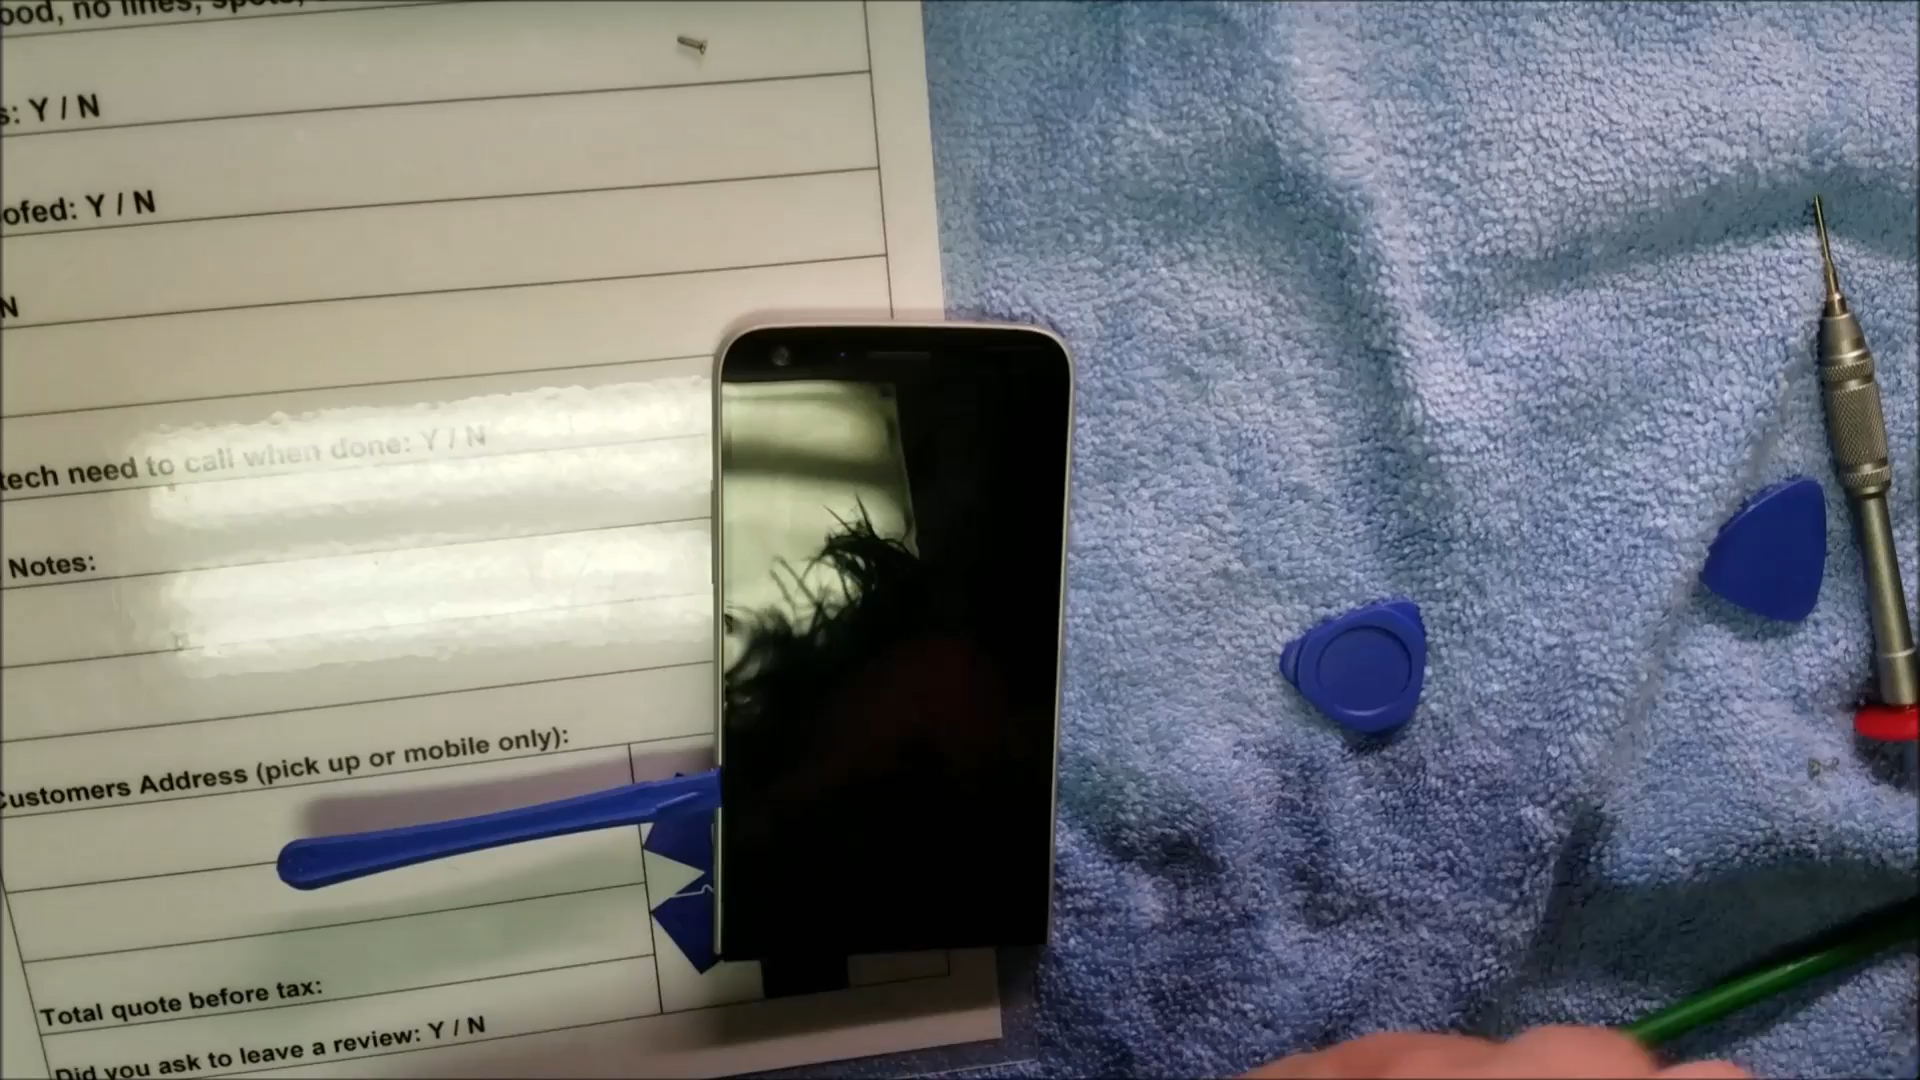 ood, no lines, spots,
s: Y / N
ofed: Y / N
N
tech need to call when done: Y / N
Notes:
Customers Address (pick up or mobile only):
Total quote before tax:
Did you ask to leave a review: Y / N